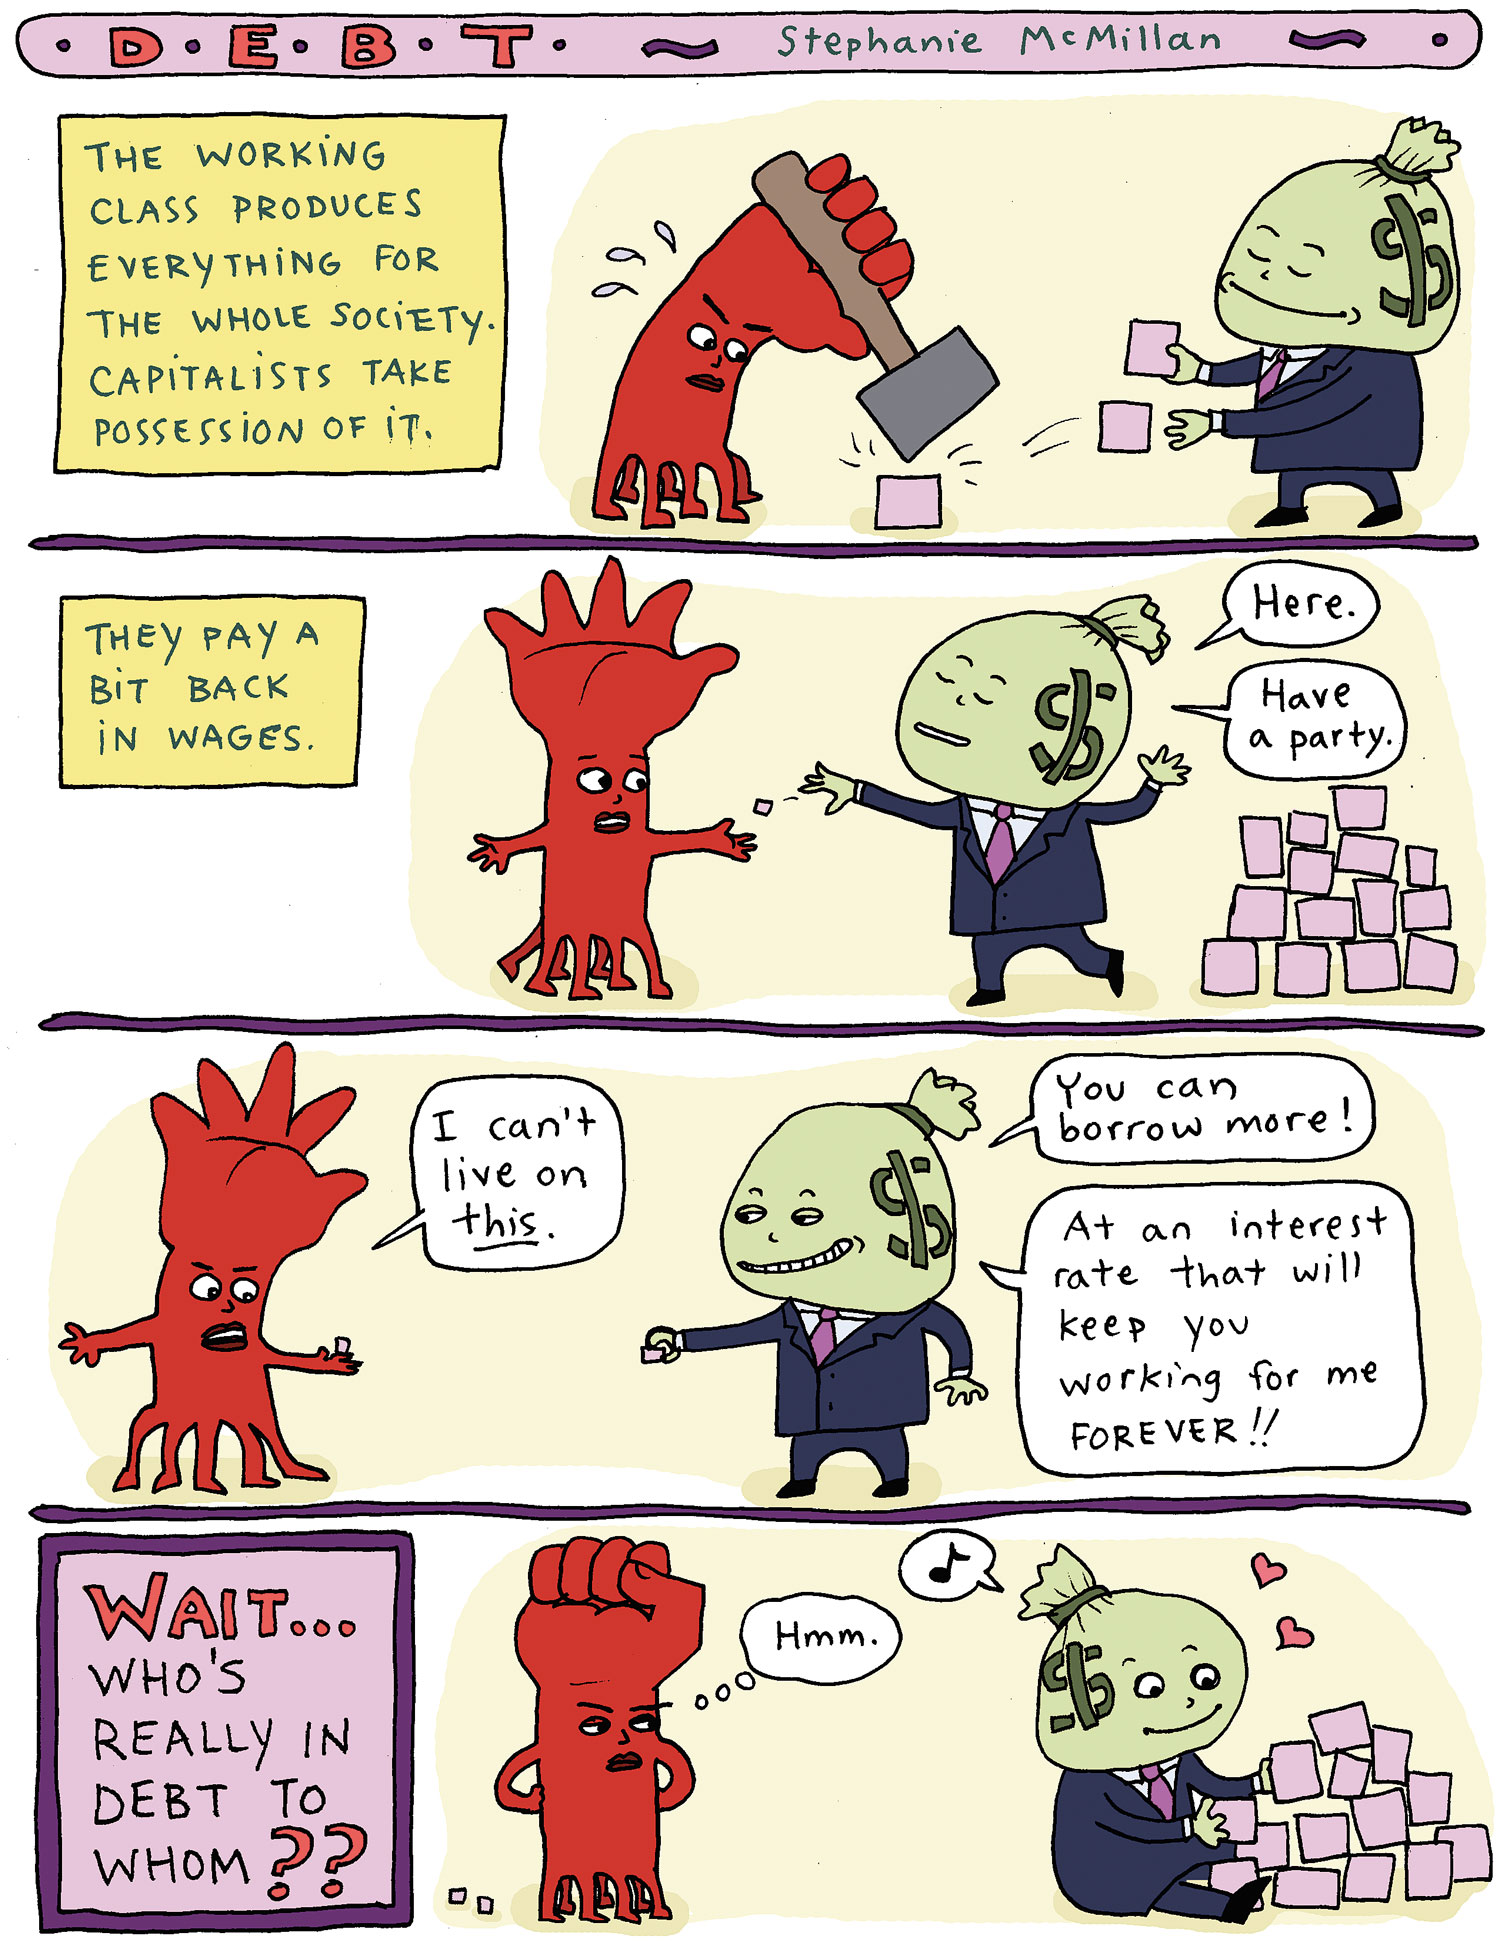 D·E·B·T· ~ Stephanie McMillan ~
THE WORKiNG
CLASS PRODUCES
EVERYTHiNG FOR
THE WHOLE SOCiETY.
CAPiTALiSTS TAKE
POSSESSiON OF iT.
THEY PAY A
BiT BACK
iN WAGES.
Here.
Have
a party.
I can't
live on
this.
You can
borrow more!
At an interest
rate that will
keep you
working for me
FOREVER!!
WAIT...
WHO'S
REALLY IN
DEBT TO
WHOM ??
Hmm.